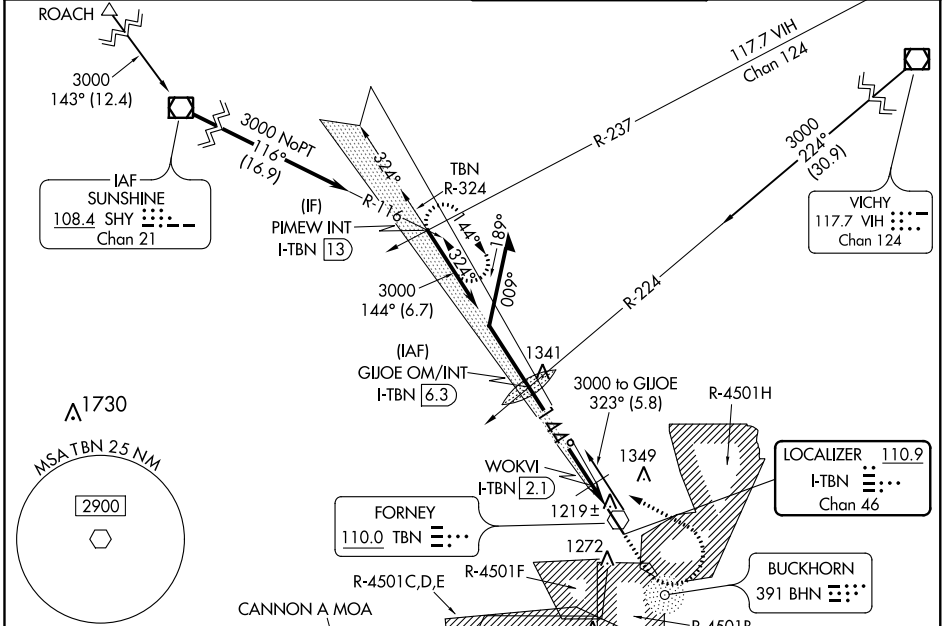 ROACH
3000
143° (12.4)
3000 NoPT
116°
(16.9)
IAF
SUNSHINE
108.4 SHY
Chan 21
R-116
(IF)
PIMEW INT
I-TBN 13
324°
TBN
R-324
144°
324°
3000
144° (6.7)
189°
009°
117.7 VIH
Chan 124
R-237
3000
224°
(30.9)
VICHY
117.7 VIH
Chan 124
R-224
(IAF)
GIJOE OM/INT
I-TBN 6.3
1341
3000 to GIJOE
323° (5.8)
R-4501H
1730
MSA TBN 25 NM
2900
144°
WOKVI
I-TBN 2.1
1349
1219 ±
LOCALIZER 110.9
I-TBN
Chan 46
FORNEY
110.0 TBN
1272
BUCKHORN
391 BHN
R-4501C,D,E
R-4501F
CANNON A MOA
R-4501B